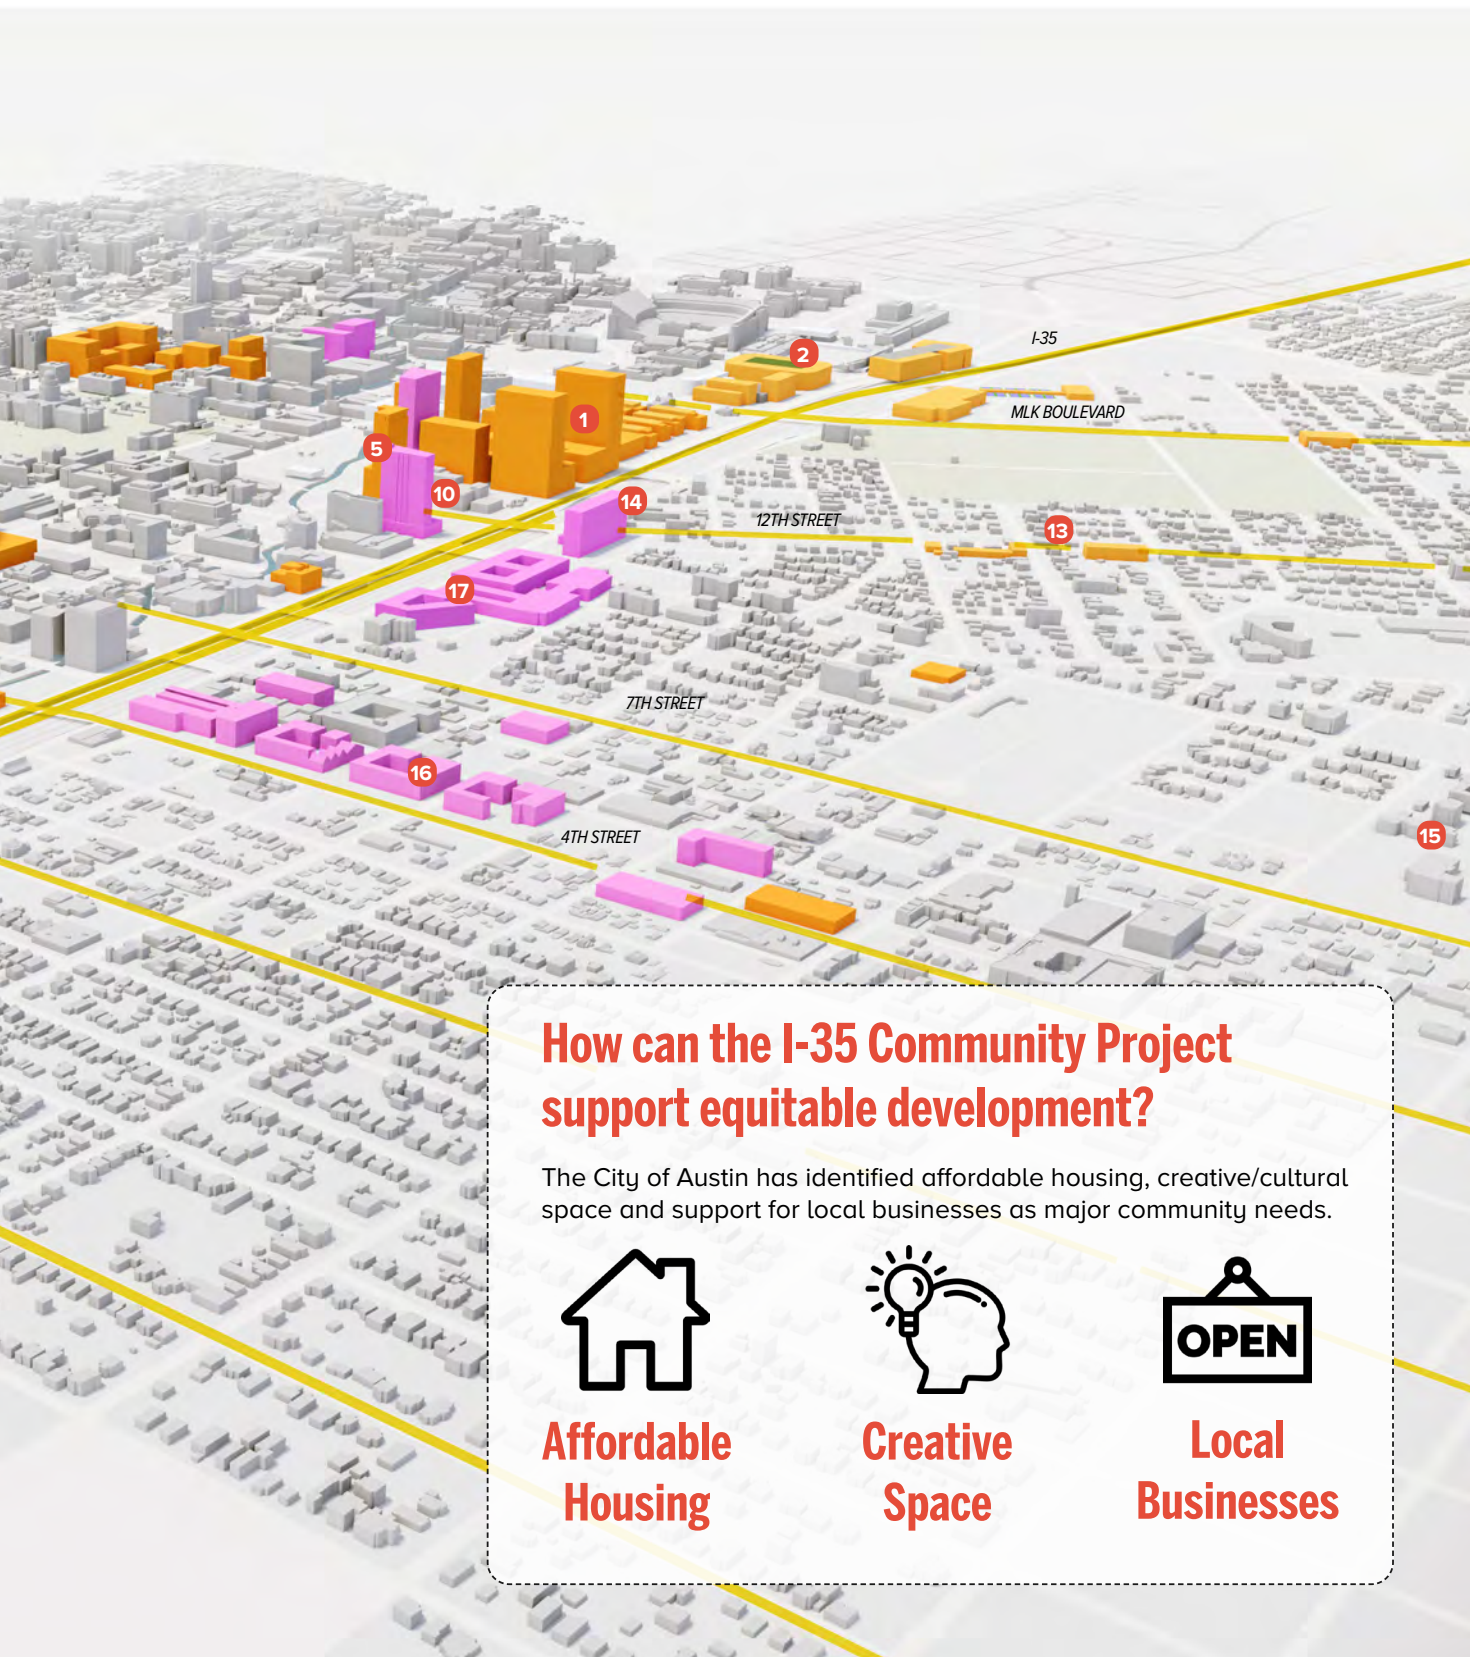 I-35
2
MLK BOULEVARD
1
5
10
14
12TH STREET
13
17
7TH STREET
16
4TH STREET
15
How can the I-35 Community Project
support equitable development?
The City of Austin has identified affordable housing, creative/cultural
space and support for local businesses as major community needs.
OPEN
Affordable
Housing
Creative
Space
Local
Businesses